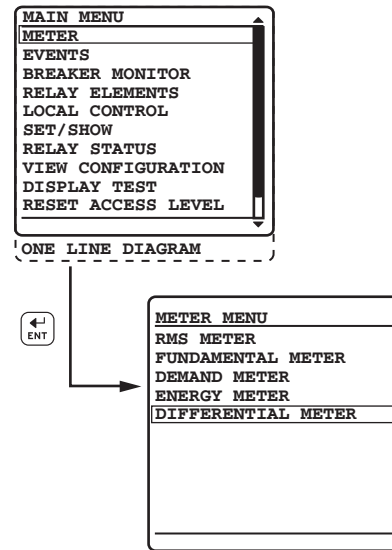 MAIN MENU
METER
EVENTS
BREAKER MONITOR
RELAY ELEMENTS
LOCAL CONTROL
SET/SHOW
RELAY STATUS
VIEW CONFIGURATION
DISPLAY TEST
RESET ACCESS LEVEL
ONE LINE DIAGRAM
ENT
METER MENU
RMS METER
FUNDAMENTAL METER
DEMAND METER
ENERGY METER
DIFFERENTIAL METER